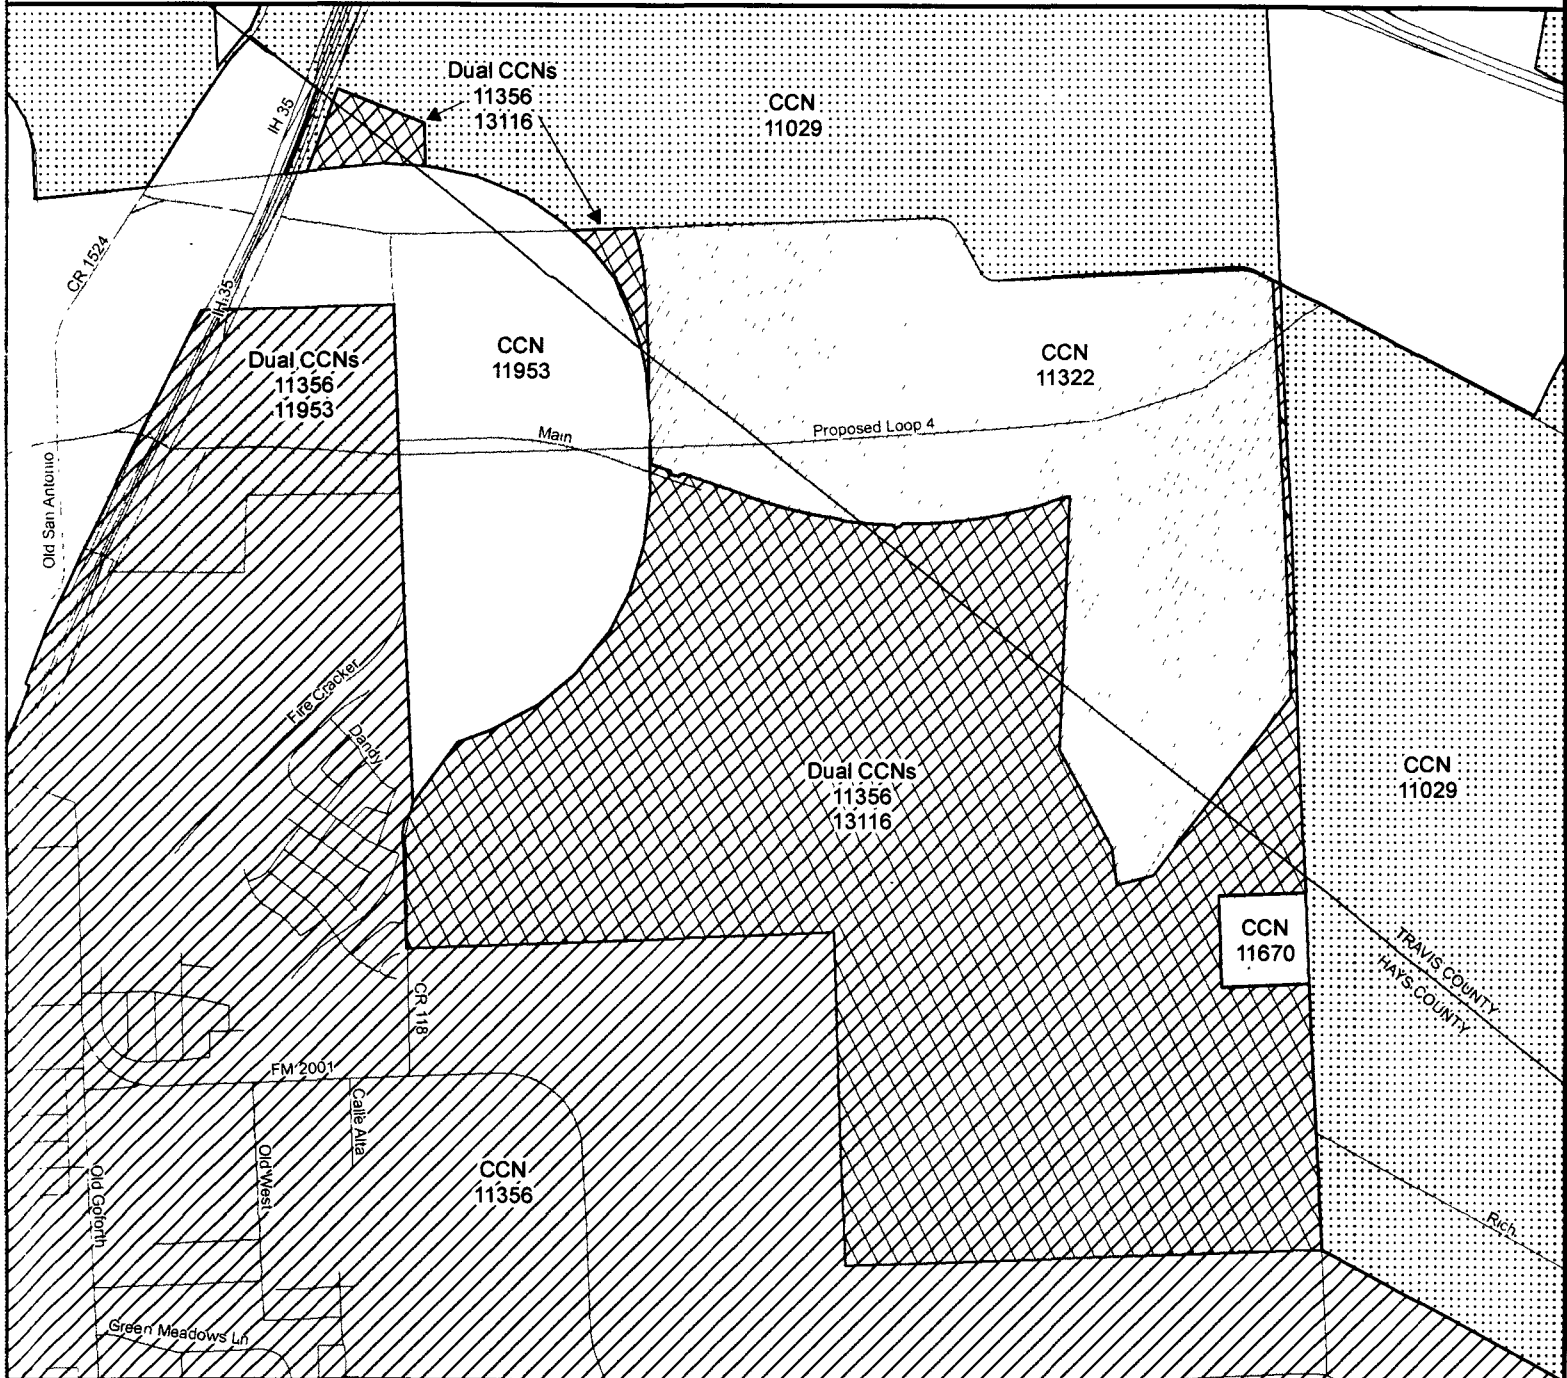 Dual CCNs
11356
13116
CCN
11029
IH 35
CR 1524
IH 35
Dual CCNs
11356
11953
CCN
11953
CCN
11322
Main
Proposed Loop 4
Old San Antonio
Fire Cracker
Dandy
Dual CCNs
11356
13116
CCN
11029
CCN
11670
TRAVIS COUNTY
HAYS COUNTY
CR 118
FM 2001
Calle Alta
Old West
Old Goforth
CCN
11356
Rich
Green Meadows Ln